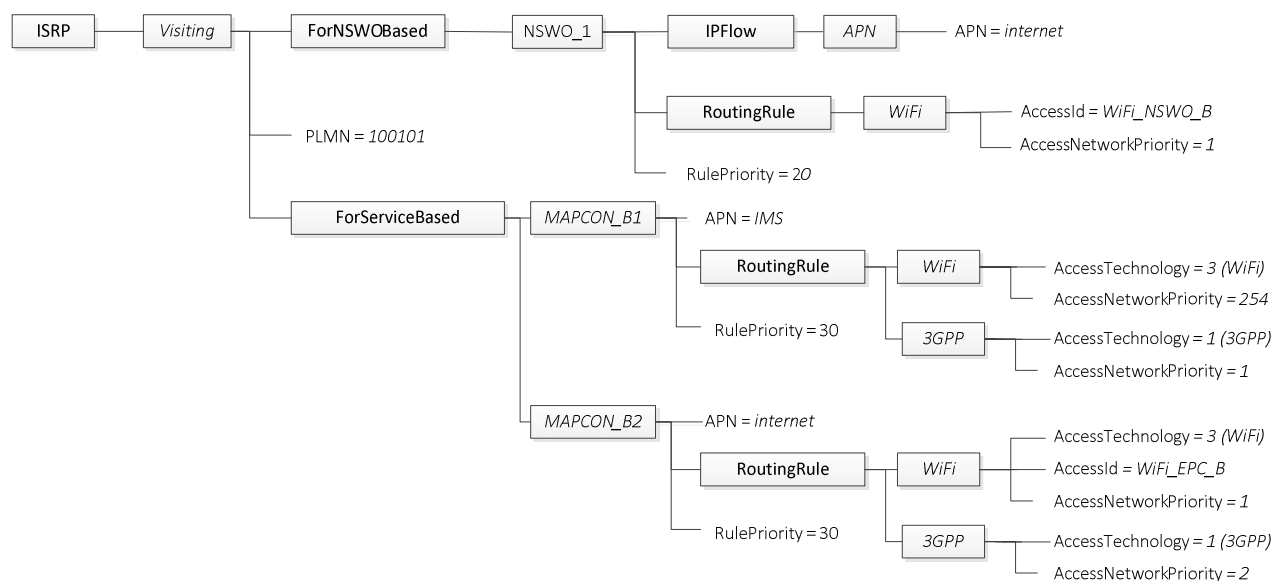 ISRP
Visiting
ForNSWOBased
NSWO_1
IPFlow
APN
APN = internet
RoutingRule
WiFi
AccessId = WiFi_NSWO_B
AccessNetworkPriority = 1
PLMN = 100101
RulePriority = 20
ForServiceBased
MAPCON_B1
APN = IMS
RoutingRule
WiFi
AccessTechnology = 3 (WiFi)
AccessNetworkPriority = 254
RulePriority = 30
3GPP
AccessTechnology = 1 (3GPP)
AccessNetworkPriority = 1
MAPCON_B2
APN = internet
AccessTechnology = 3 (WiFi)
RoutingRule
WiFi
AccessId = WiFi_EPC_B
AccessNetworkPriority = 1
RulePriority = 30
3GPP
AccessTechnology = 1 (3GPP)
AccessNetworkPriority = 2